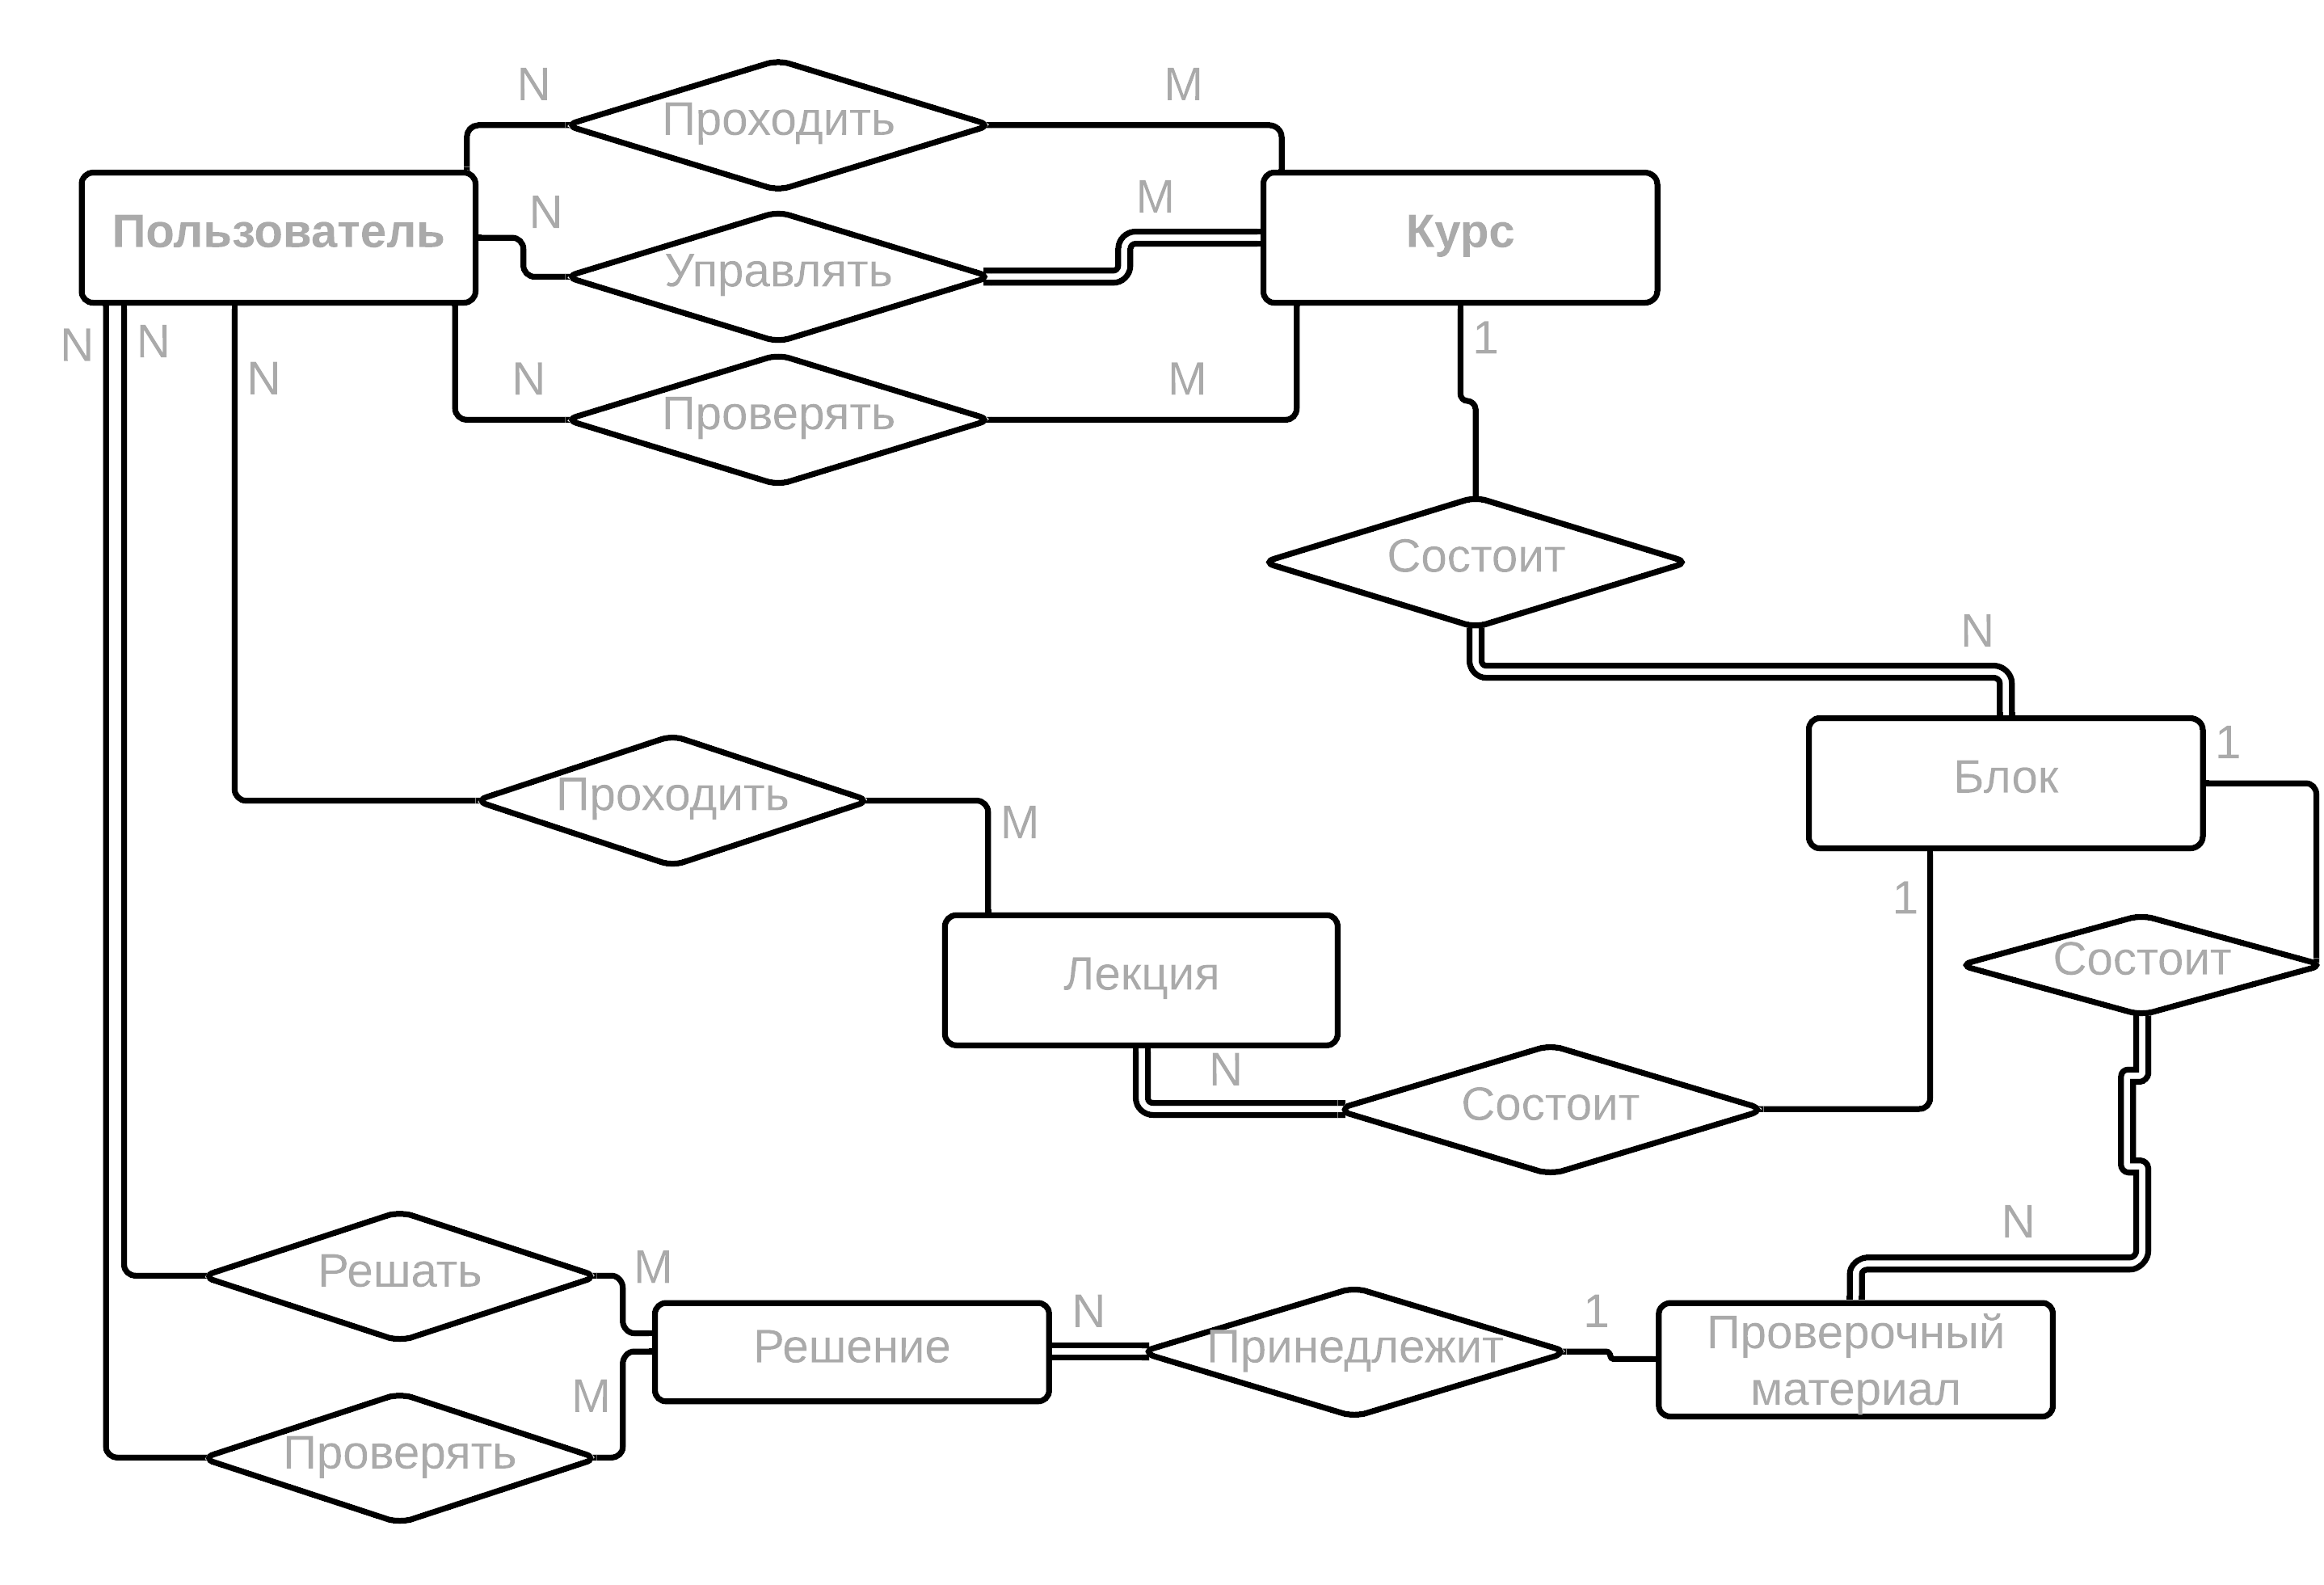 N
Проходить
M
Пользователь
N
Управлять
M
Курс
N
N
N
N
Проверять
M
1
Состоит
N
Блок
1
Проходить
M
1
Лекция
Состоит
N
Состоит
N
Решать
M
Решение
N
Принедлежит
1
Проверочный
материал
M
Проверять